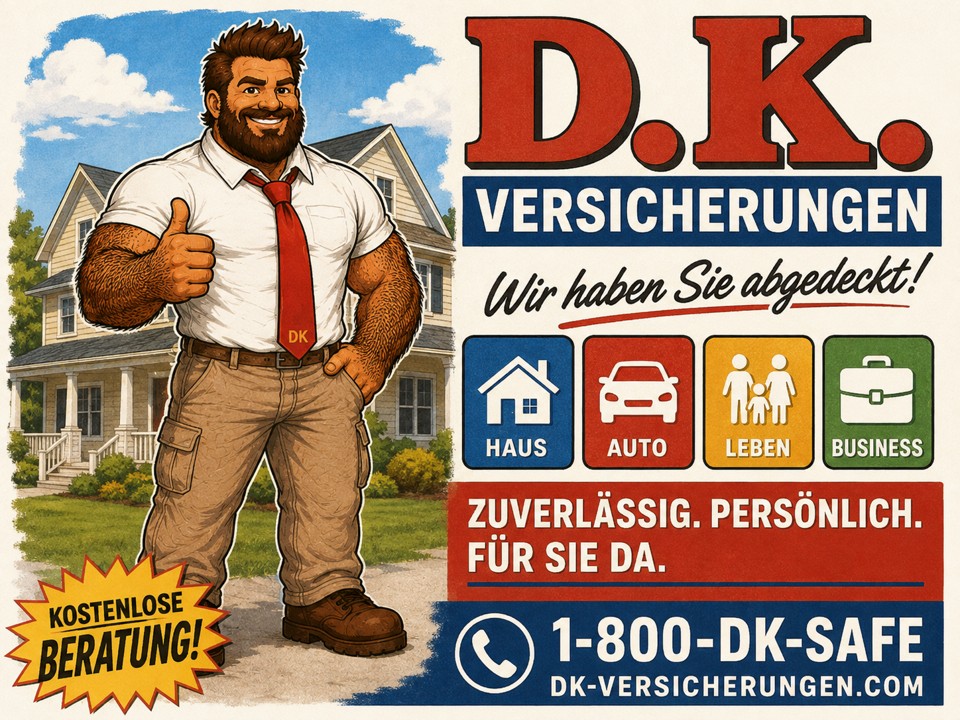 D.K.
VERSICHERUNGEN
Wir haben Sie abgedeckt!
HAUS
AUTO
LEBEN
BUSINESS
ZUVERLÄSSIG. PERSÖNLICH.
FÜR SIE DA.
1-800-DK-SAFE
DK-VERSICHERUNGEN.COM
DK
KOSTENLOSE
BERATUNG!